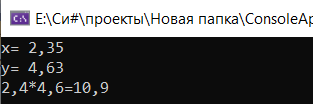 E:\Си#\проекты\Новая папка\ConsoleAp
x= 2,35
y= 4,63
2,4*4,6=10,9